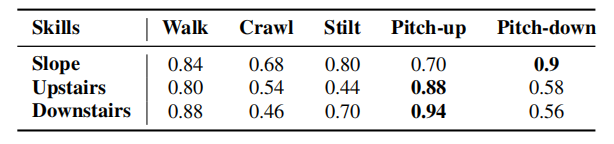 Skills Walk Crawl Stilt Pitch-up Pitch-down
Slope 0.84 0.68 0.80 0.70 0.9
Upstairs 0.80 0.54 0.44 0.88 0.58
Downstairs 0.88 0.46 0.70 0.94 0.56